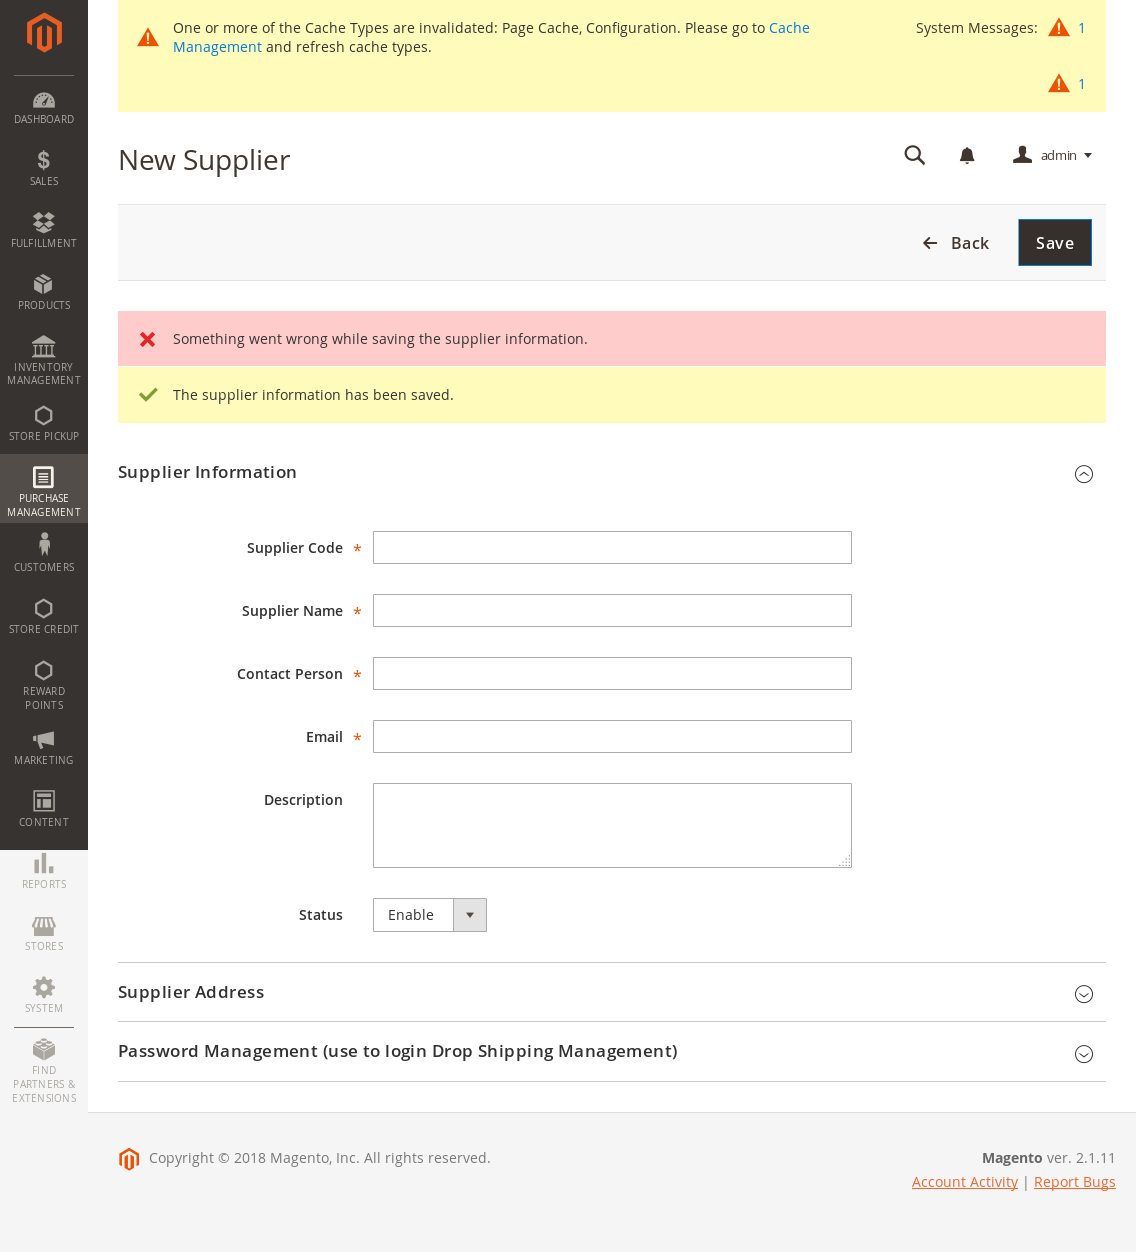 One or more of the Cache Types are invalidated: Page Cache, Configuration. Please go to Cache
Management and refresh cache types.
System Messages: 1
1
New Supplier
admin
Back
Save
Something went wrong while saving the supplier information.
The supplier information has been saved.
Supplier Information
Supplier Code *
Supplier Name *
Contact Person *
Email *
Description
Status
Enable
Supplier Address
Password Management (use to login Drop Shipping Management)
DASHBOARD
SALES
FULFILLMENT
PRODUCTS
INVENTORY
MANAGEMENT
STORE PICKUP
PURCHASE
MANAGEMENT
CUSTOMERS
STORE CREDIT
REWARD
POINTS
MARKETING
CONTENT
REPORTS
STORES
SYSTEM
FIND
PARTNERS &
EXTENSIONS
Copyright © 2018 Magento, Inc. All rights reserved.
Magento ver. 2.1.11
Account Activity | Report Bugs